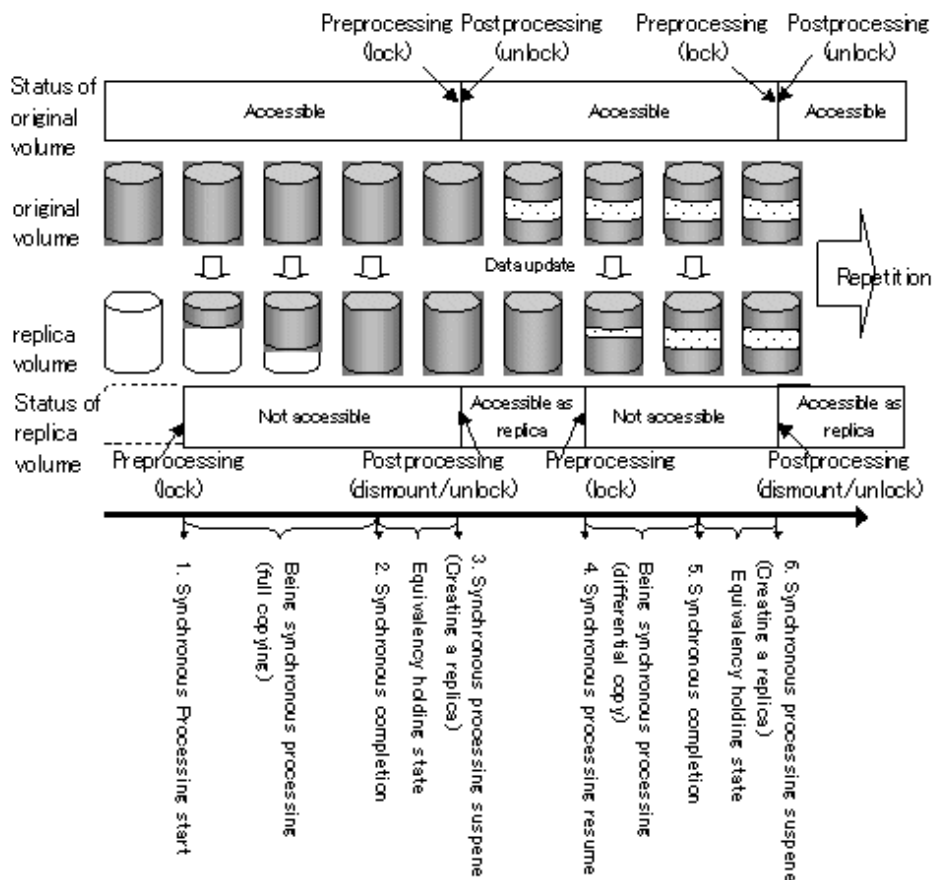 Preprocessing
(lock)
Postprocessing
(unlock)
Preprocessing
(lock)
Postprocessing
(unlock)
Status of
original
volume
Accessible
Accessible
Accessible
original
volume
Data update
Repetition
replica
volume
Status of
replica
volume
Not accessible
Accessible as
replica
Not accessible
Accessible as
replica
Preprocessing
(lock)
Postprocessing
(dismount/unlock)
Preprocessing
(lock)
Postprocessing
(dismount/unlock)
1. Synchronous Processing start
Being synchronous processing
(full copying)
2. Synchronous completion
Equivalency holding state
3. Synchronous processing suspene
(Creating a replica)
4. Synchronous processing resume
Being synchronous processing
(differential copy)
5. Synchronous completion
Equivalency holding state
6. Synchronous processing suspene
(Creating a replica)